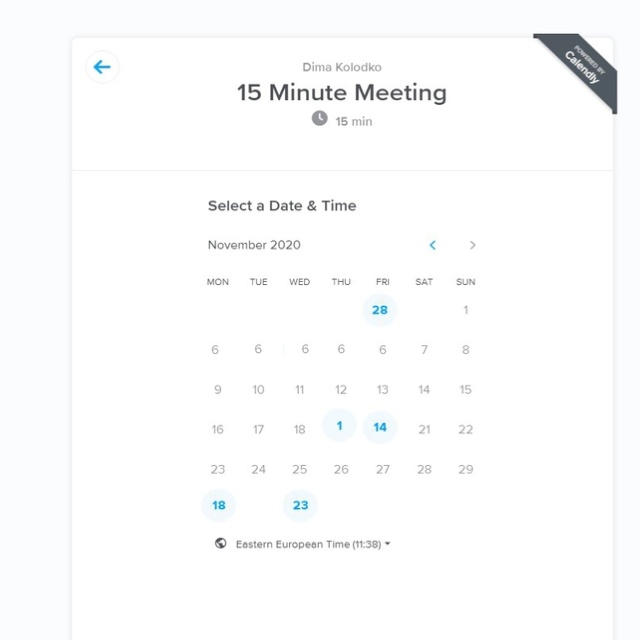 POWERED BY
Calendly
Dima Kolodko
15 Minute Meeting
15 min
Select a Date & Time
November 2020
MON TUE WED THU FRI SAT SUN
28 1
6 6 6 6 6 7 8
9 10 11 12 13 14 15
16 17 18 1 14 21 22
23 24 25 26 27 28 29
18 23
Eastern European Time (11:38)